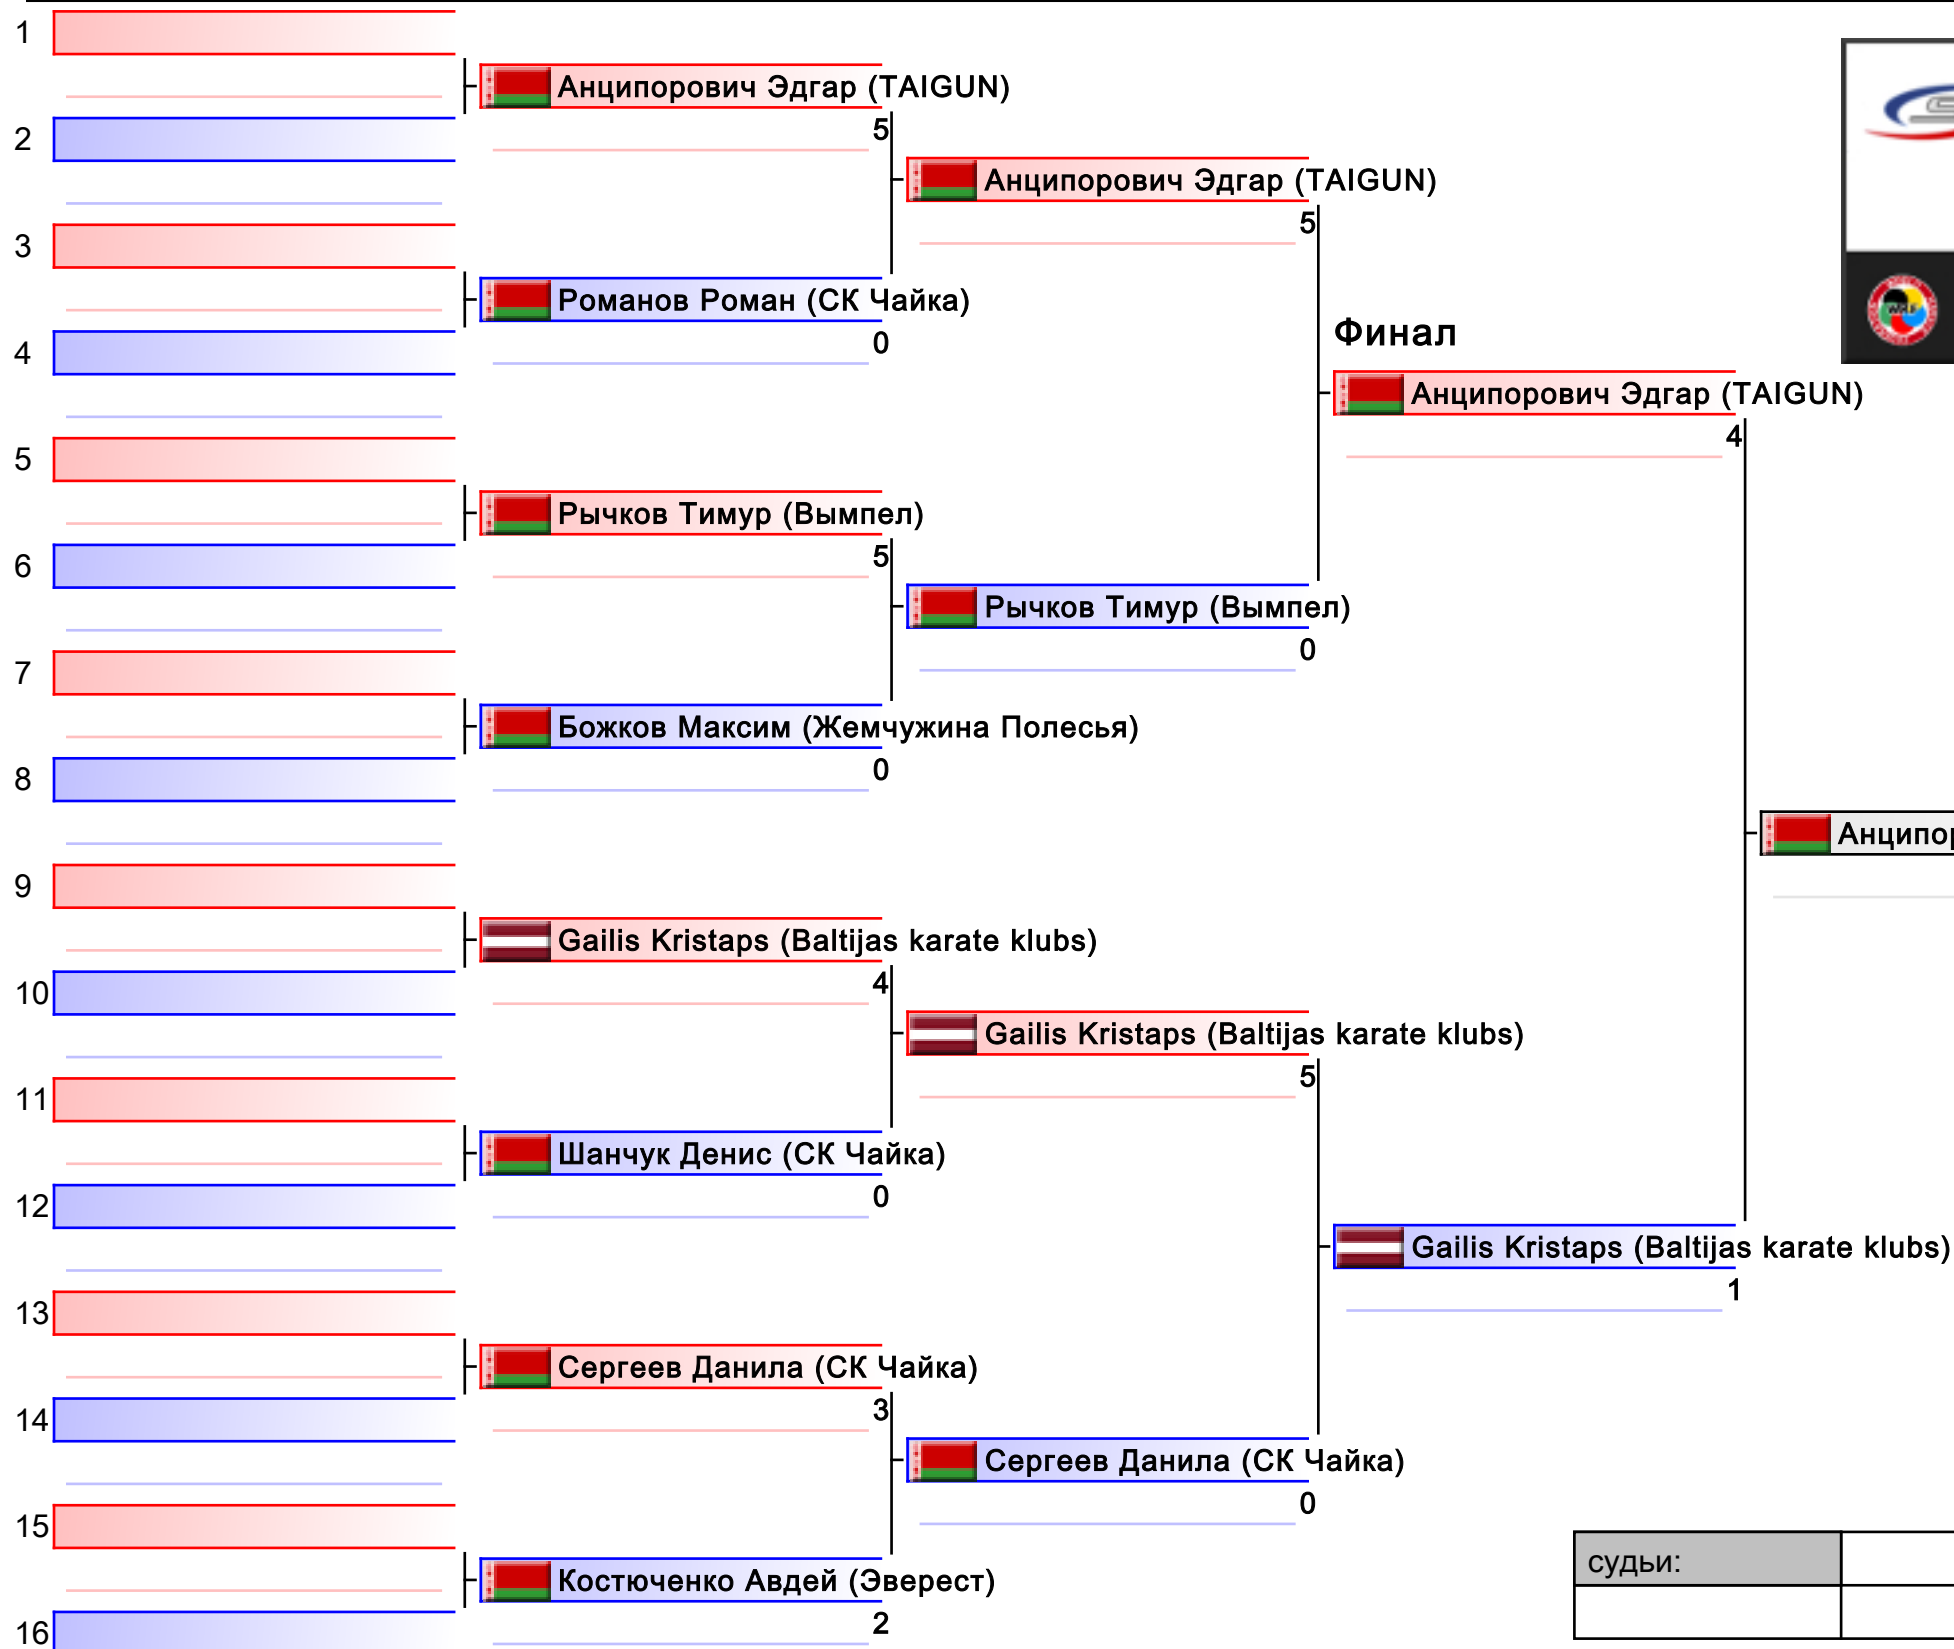 1
Анципорович Эдгар (TAIGUN)
5
2
Анципорович Эдгар (TAIGUN)
5
3
Романов Роман (СК Чайка)
0
4
Финал
Анципорович Эдгар (TAIGUN)
4
5
Рычков Тимур (Вымпел)
5
6
Рычков Тимур (Вымпел)
0
7
Божков Максим (Жемчужина Полесья)
0
8
Анципор
9
Gailis Kristaps (Baltijas karate klubs)
4
10
Gailis Kristaps (Baltijas karate klubs)
5
11
Шанчук Денис (СК Чайка)
0
12
Gailis Kristaps (Baltijas karate klubs)
1
13
Сергеев Данила (СК Чайка)
3
14
Сергеев Данила (СК Чайка)
0
15
судьи:
Костюченко Авдей (Эверест)
2
16